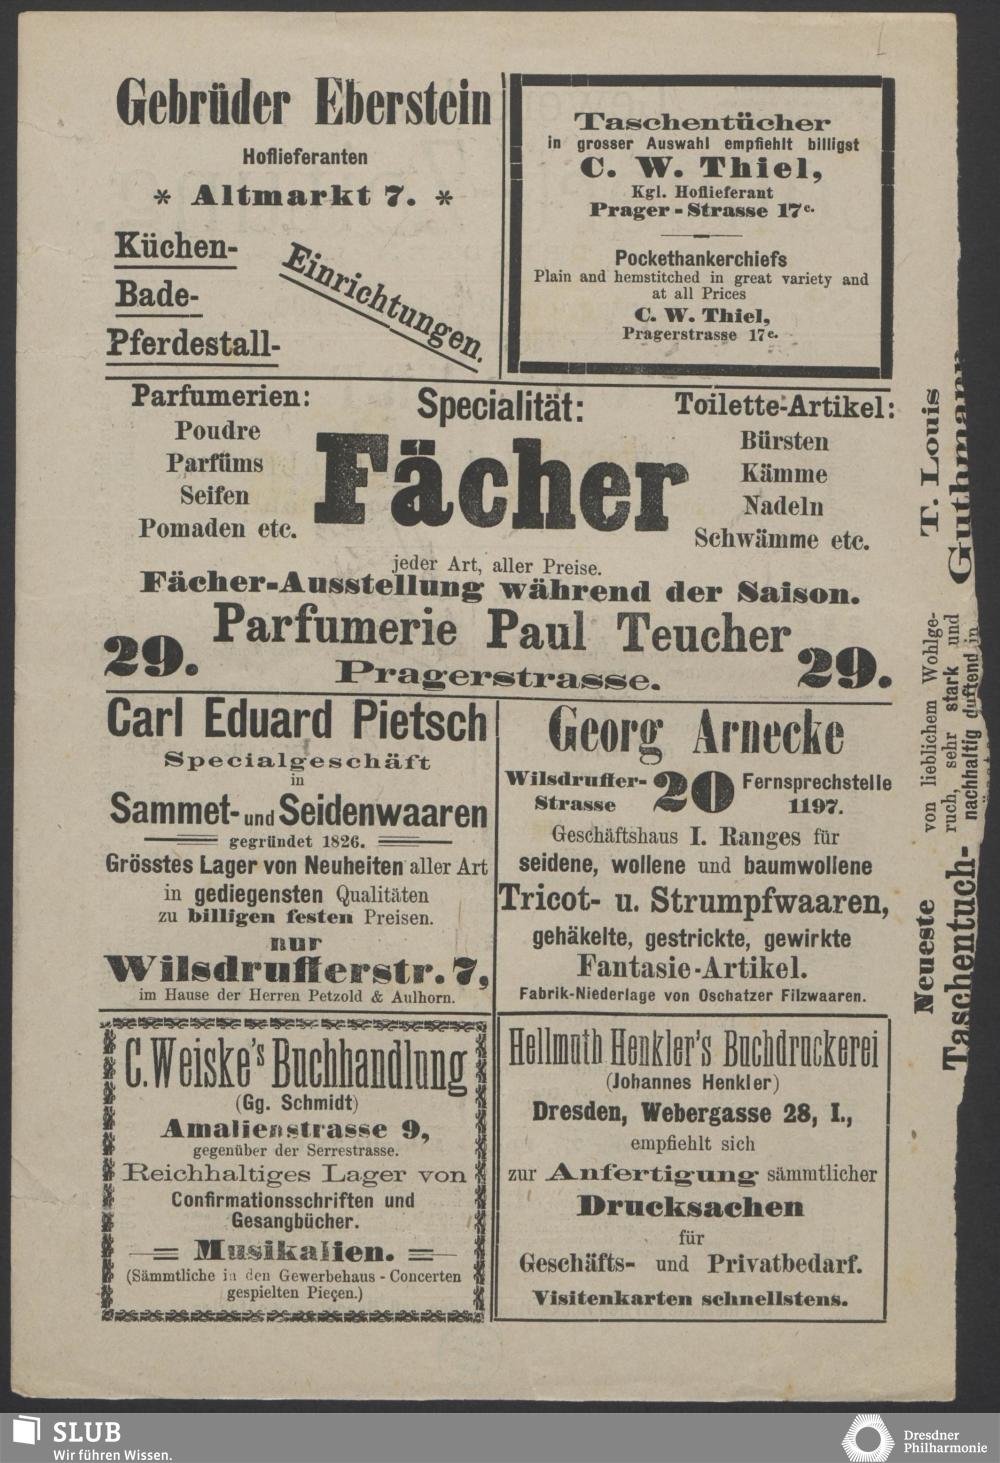 Gebrüder Eberstein
Hoflieferanten
* Altmarkt 7. *
Küchen-
Bade-
Pferdestall-
Einrichtungen.
Taschentücher
in grosser Auswahl empfiehlt billigst
C. W. Thiel,
Kgl. Hoflieferant
Prager-Strasse 17c.
Pockethankerchiefs
Plain and hemstitched in great variety and
at all Prices
C. W. Thiel,
Pragerstrasse 17c.
Parfumerien:
Poudre
Parfüms
Seifen
Pomaden etc.
Specialität:
Fächer
Toilette-Artikel:
Bürsten
Kämme
Nadeln
Schwämme etc.
jeder Art, aller Preise.
Fächer-Ausstellung während der Saison.
29. Parfumerie Paul Teucher 29.
Pragerstrasse.
Carl Eduard Pietsch
Specialgeschäft
in
Sammet- und Seidenwaaren
gegründet 1826.
Grösstes Lager von Neuheiten aller Art
in gediegensten Qualitäten
zu billigen festen Preisen.
nur
Wilsdrufferstr. 7,
im Hause der Herren Petzold & Aulhorn.
Georg Arnecke
Wilsdruffer-
Strasse
20
Fernsprechstelle
1197.
Geschäftshaus I. Ranges für
seidene, wollene und baumwollene
Tricot- u. Strumpfwaaren,
gehäkelte, gestrickte, gewirkte
Fantasie-Artikel.
Fabrik-Niederlage von Oschatzer Filzwaaren.
C. Weiske's Buchhandlung
(Gg. Schmidt)
Amalienstrasse 9,
gegenüber der Serrestrasse.
Reichhaltiges Lager von
Confirmationsschriften und
Gesangbücher.
Musikalien.
(Sämmtliche in den Gewerbehaus-Concerten
gespielten Pieçen.)
Hellmuth Henkler's Buchdruckerei
(Johannes Henkler)
Dresden, Webergasse 28, I.,
empfiehlt sich
zur Anfertigung sämmtlicher
Drucksachen
für
Geschäfts- und Privatbedarf.
Visitenkarten schnellstens.
Neueste
Taschentuch-
von lieblichem Wohlge-
ruch, sehr stark und
nachhaltig duftend in
T. Louis
Guthmann
SLUB
Wir führen Wissen.
Dresdner
Philharmonie